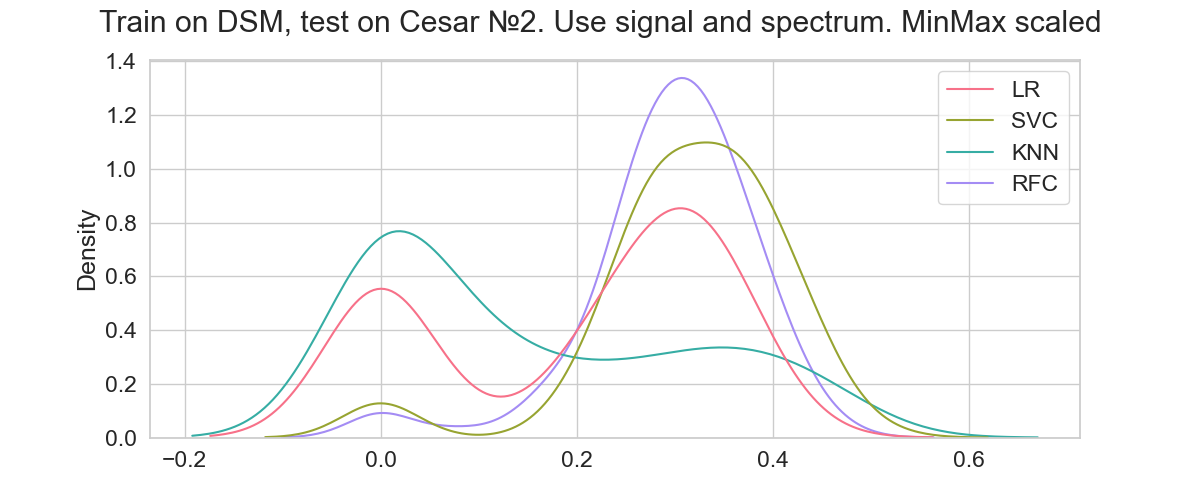 Train on DSM, test on Cesar №2. Use signal and spectrum. MinMax scaled
1.4
1.2
1.0
0.8
0.6
0.4
0.2
0.0
Density
LR
SVC
KNN
RFC
−0.2 0.0 0.2 0.4 0.6